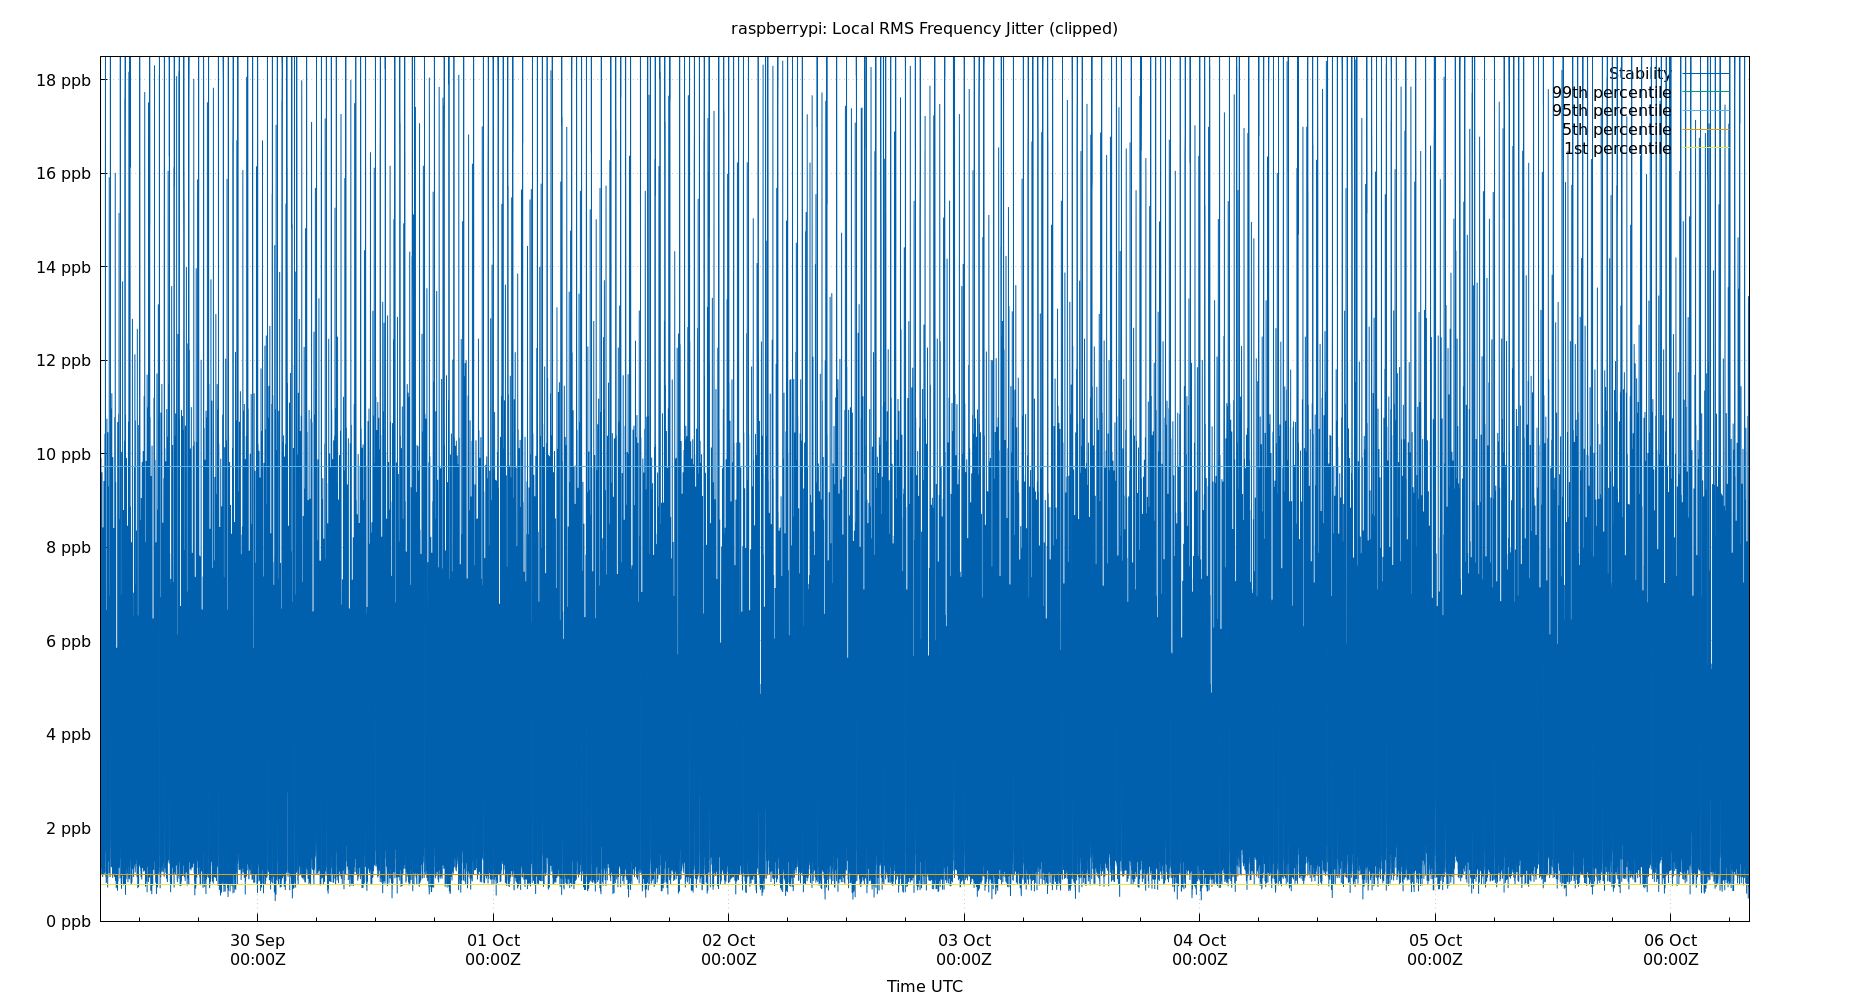 raspberrypi: Local RMS Frequency Jitter (clipped)
18 ppb
16 ppb
14 ppb
12 ppb
10 ppb
8 ppb
6 ppb
4 ppb
2 ppb
0 ppb
Stability
99th percentile
95th percentile
5th percentile
1st percentile
30 Sep 01 Oct 02 Oct 03 Oct 04 Oct 05 Oct 06 Oct
00:00Z 00:00Z 00:00Z 00:00Z 00:00Z 00:00Z 00:00Z
Time UTC